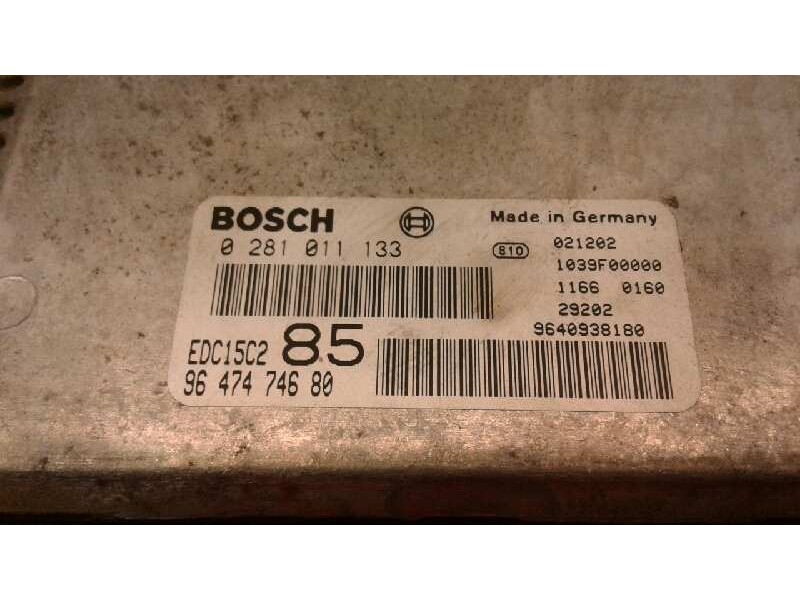 BOSCH
Made in Germany
0 281 011 133
810
021202
1039F00000
1166 0160
29202
9640938180
EDC15C2 85
96 474 746 80